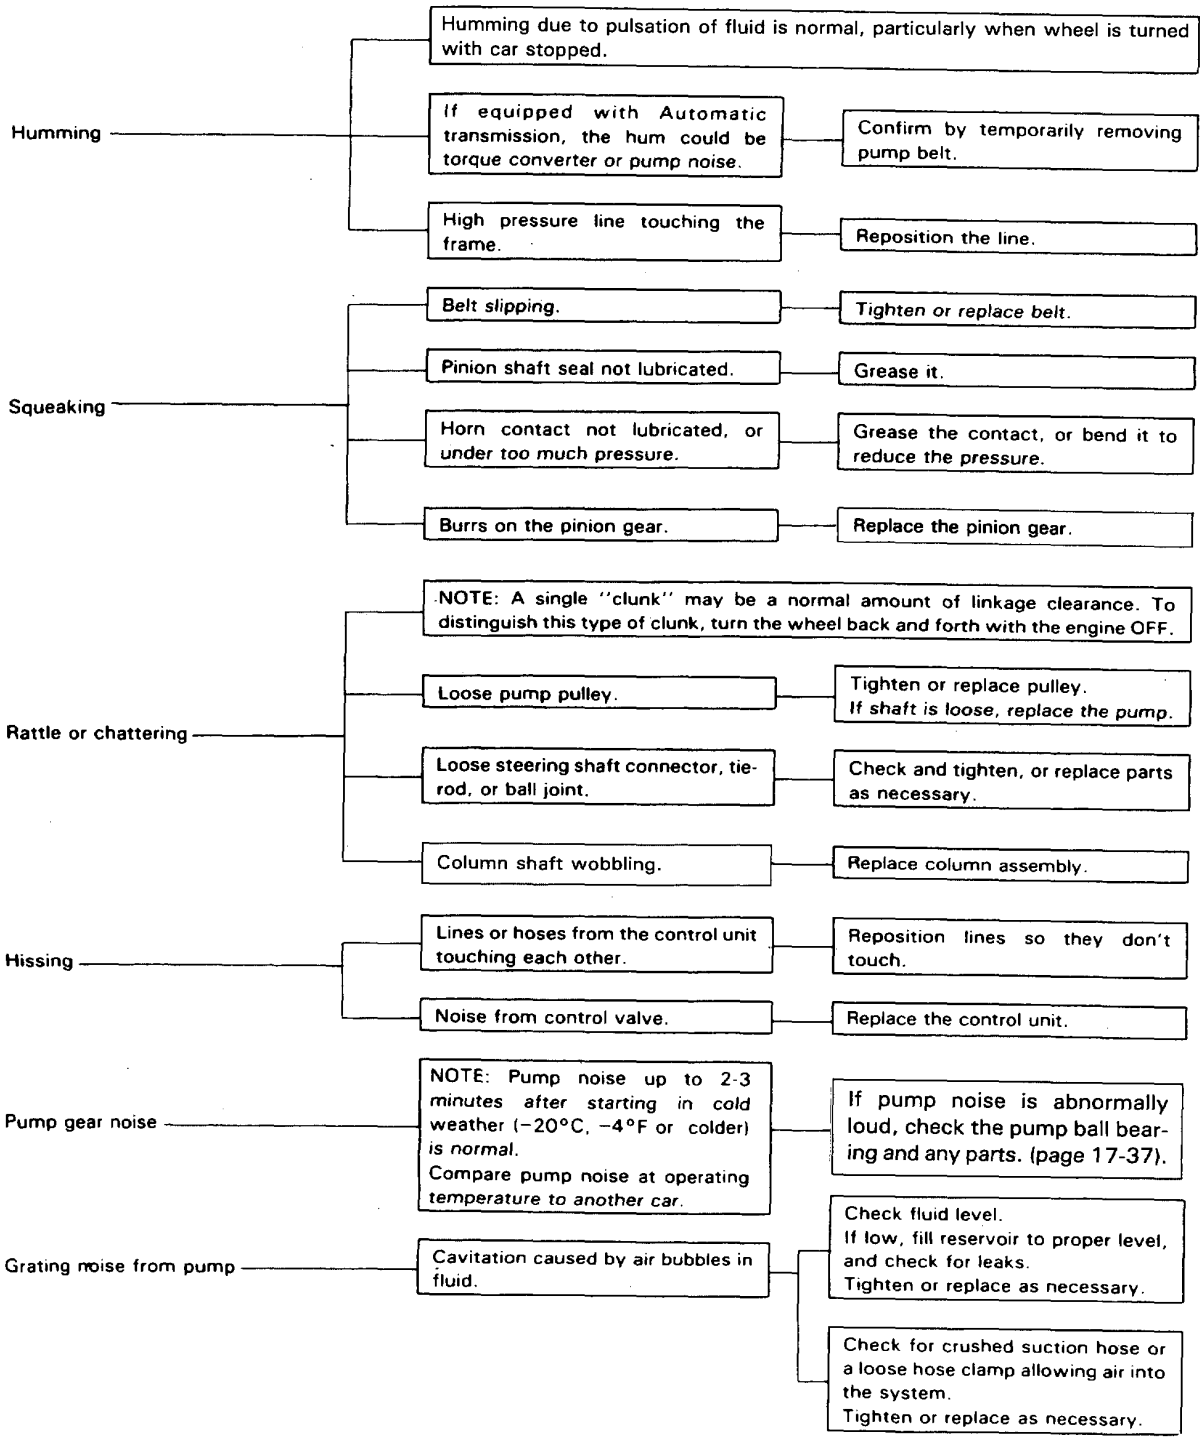 Humming due to pulsation of fluid is normal, particularly when wheel is turned
with car stopped.
Humming
If equipped with Automatic
transmission, the hum could be
torque converter or pump noise.
Confirm by temporarily removing
pump belt.
High pressure line touching the
frame.
Reposition the line.
Squeaking
Belt slipping.
Tighten or replace belt.
Pinion shaft seal not lubricated.
Grease it.
Horn contact not lubricated, or
under too much pressure.
Grease the contact, or bend it to
reduce the pressure.
Burrs on the pinion gear.
Replace the pinion gear.
Rattle or chattering
NOTE: A single "clunk" may be a normal amount of linkage clearance. To
distinguish this type of clunk, turn the wheel back and forth with the engine OFF.
Loose pump pulley.
Tighten or replace pulley.
If shaft is loose, replace the pump.
Loose steering shaft connector, tie-
rod, or ball joint.
Check and tighten, or replace parts
as necessary.
Column shaft wobbling.
Replace column assembly.
Hissing
Lines or hoses from the control unit
touching each other.
Reposition lines so they don't
touch.
Noise from control valve.
Replace the control unit.
Pump gear noise
NOTE: Pump noise up to 2-3
minutes after starting in cold
weather (−20°C, −4°F or colder)
is normal.
Compare pump noise at operating
temperature to another car.
If pump noise is abnormally
loud, check the pump ball bear-
ing and any parts. (page 17-37).
Grating noise from pump
Cavitation caused by air bubbles in
fluid.
Check fluid level.
If low, fill reservoir to proper level,
and check for leaks.
Tighten or replace as necessary.
Check for crushed suction hose or
a loose hose clamp allowing air into
the system.
Tighten or replace as necessary.